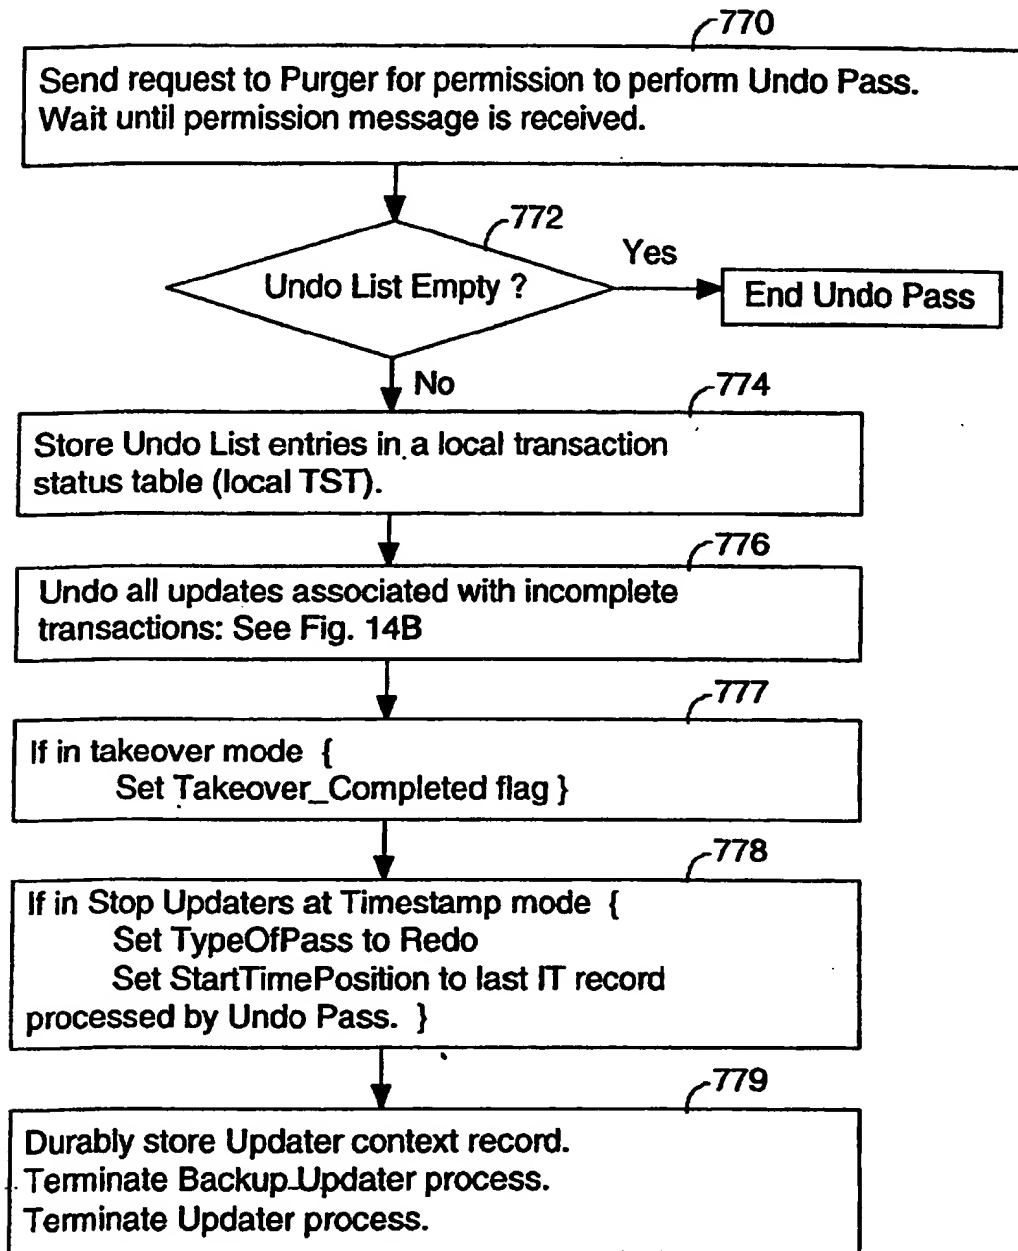 770
Send request to Purger for permission to perform Undo Pass.
Wait until permission message is received.
772
Undo List Empty ?
Yes
End Undo Pass
No
774
Store Undo List entries in a local transaction
status table (local TST).
776
Undo all updates associated with incomplete
transactions: See Fig. 14B
777
If in takeover mode {
Set Takeover_Completed flag }
778
If in Stop Updaters at Timestamp mode {
Set TypeOfPass to Redo
Set StartTimePosition to last IT record
processed by Undo Pass. }
779
Durably store Updater context record.
Terminate Backup_Updater process.
Terminate Updater process.